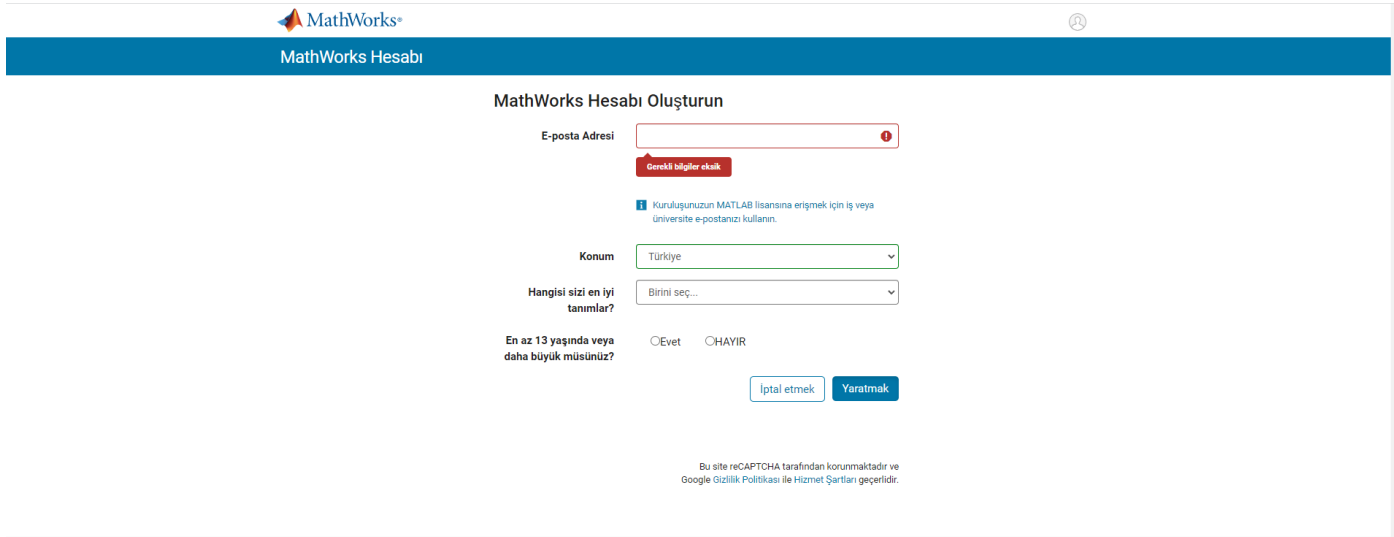 MathWorks®
MathWorks Hesabı
MathWorks Hesabı Oluşturun
E-posta Adresi
Gerekli bilgiler eksik
Kuruluşunuzun MATLAB lisansına erişmek için iş veya
üniversite e-postanızı kullanın.
Konum
Türkiye
Hangisi sizi en iyi
tanımlar?
Birini seç...
En az 13 yaşında veya
daha büyük müsünüz?
Evet
HAYIR
İptal etmek
Yaratmak
Bu site reCAPTCHA tarafından korunmaktadır ve
Google Gizlilik Politikası ile Hizmet Şartları geçerlidir.